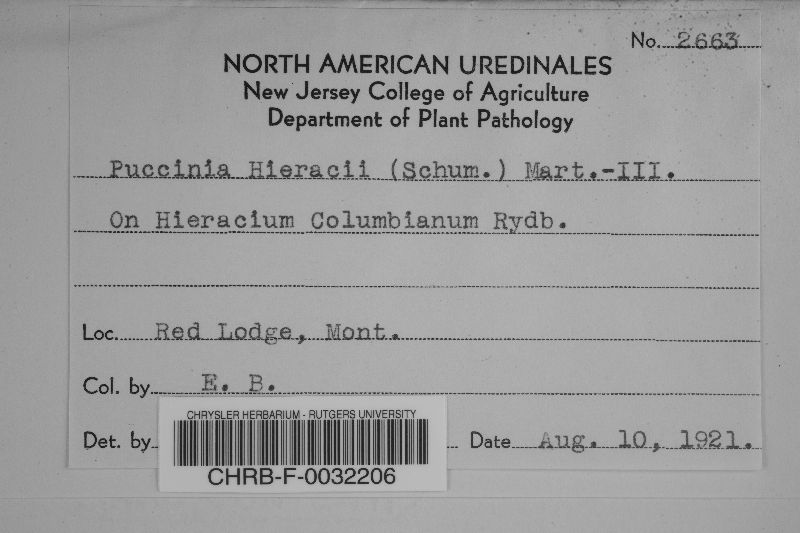 No. 2663
NORTH AMERICAN UREDINALES
New Jersey College of Agriculture
Department of Plant Pathology
Puccinia Hieracii (Schum.) Mart.-III.
On Hieracium Columbianum Rydb.
Loc. Red Lodge, Mont.
Col. by E. B.
Det. by Date Aug. 10, 1921.
CHRYSLER HERBARIUM - RUTGERS UNIVERSITY
CHRB-F-0032206